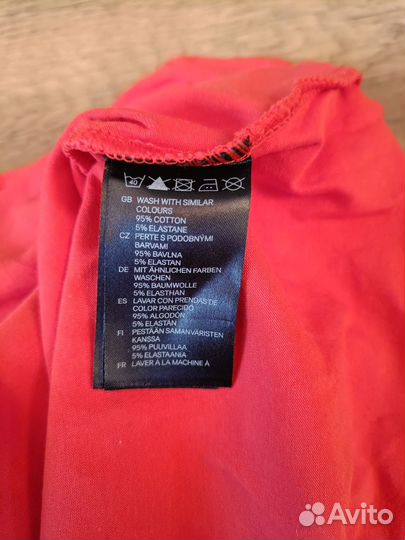 40
GB WASH WITH SIMILAR
COLOURS
95% COTTON
5% ELASTANE
CZ PERTE S PODOBNÝMI
BARVAMI
95% BAVLNA
5% ELASTAN
DE MIT ÄHNLICHEN FARBEN
WASCHEN
95% BAUMWOLLE
5% ELASTHAN
ES LAVAR CON PRENDAS DE
COLOR PARECIDO
95% ALGODÓN
5% ELASTÁN
FI PESTÄÄN SAMANVÄRISTEN
KANSSA
95% PUUVILLAA
5% ELASTAANIA
FR LAVER À LA MACHINE À
Avito